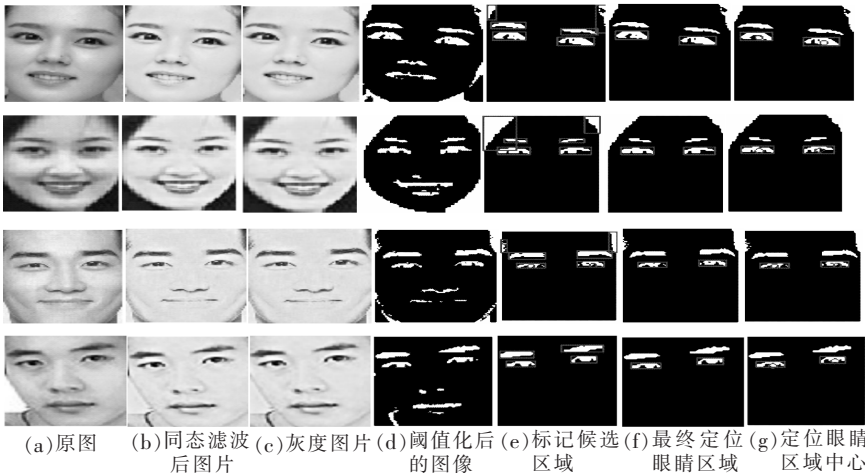 (a)原图 (b)同态滤波 (c)灰度图片 (d)阈值化后 (e)标记候选 (f)最终定位 (g)定位眼睛
后图片 的图像 区域 眼睛区域 区域中心